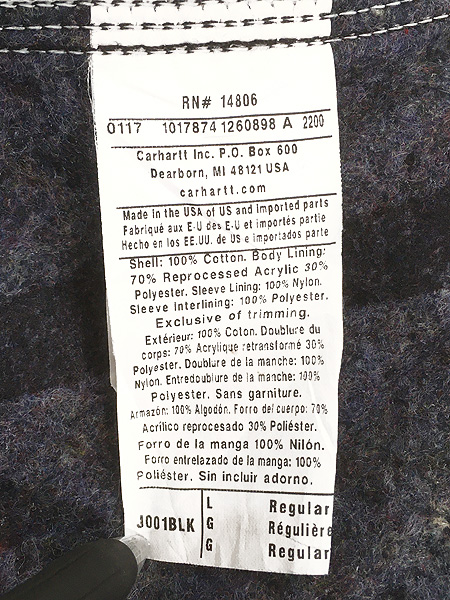 RN# 14806
0117 1017874 1260898 A 2200
Carhartt Inc. P.O. Box 600
Dearborn, MI 48121 USA
carhartt.com
Made in the USA of US and imported parts
Fabriqué aux E-U des E-U et importés partie
Hecho en los EE.UU. de US e importados parte
Shell: 100% Cotton. Body Lining:
70% Reprocessed Acrylic 30%
Polyester. Sleeve Lining: 100% Nylon.
Sleeve Interlining: 100% Polyester.
Exclusive of trimming.
Extérieur: 100% Coton. Doublure du
corps: 70% Acrylique retransformé 30%
Polyester. Doublure de la manche: 100%
Nylon. Entredoublure de la manche: 100%
Polyester. Sans garniture.
Armazón: 100% Algodón. Forro del cuerpo: 70%
Acrílico reprocesado 30% Poliéster.
Forro de la manga 100% Nilón.
Forro entrelazado de la manga: 100%
Poliéster. Sin incluir adorno.
J001BLK
L Regular
G Régulière
G Regular